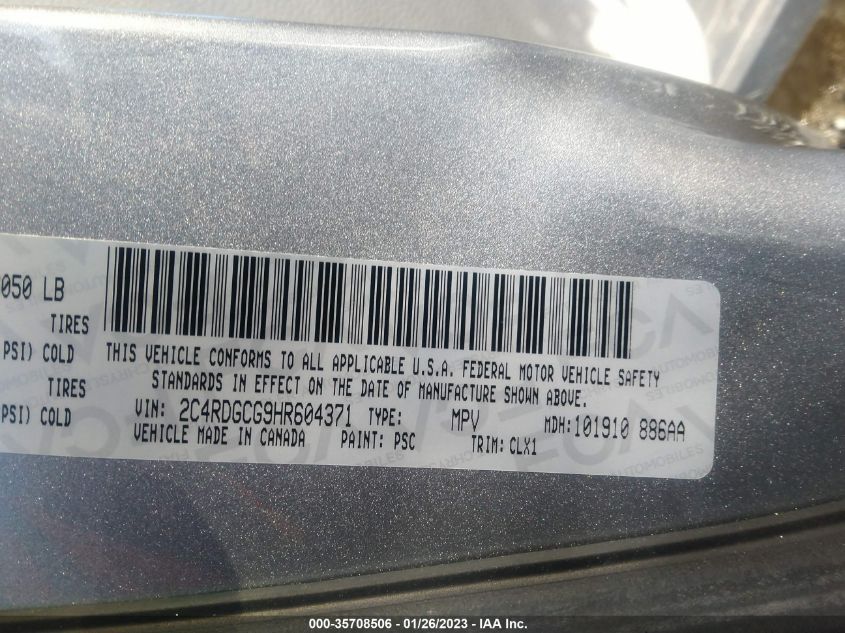 050 LB
TIRES
PSI) COLD
TIRES
PSI) COLD
THIS VEHICLE CONFORMS TO ALL APPLICABLE U.S.A. FEDERAL MOTOR VEHICLE SAFETY
STANDARDS IN EFFECT ON THE DATE OF MANUFACTURE SHOWN ABOVE.
VIN: 2C4RDGCG9HR604371 TYPE: MPV MDH:101910 886AA
VEHICLE MADE IN CANADA PAINT: PSC TRIM: CLX1
000-35708506 - 01/26/2023 - IAA Inc.